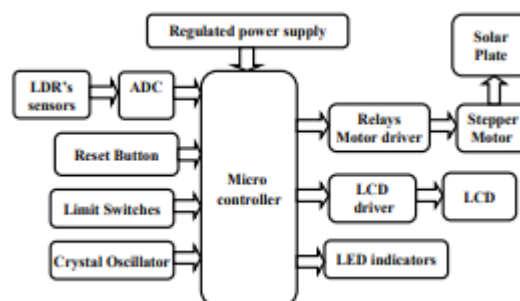 Regulated power supply
Solar
Plate
LDR's
sensors
ADC
Relays
Motor driver
Stepper
Motor
Reset Button
Micro
controller
Limit Switches
LCD
driver
LCD
Crystal Oscillator
LED indicators